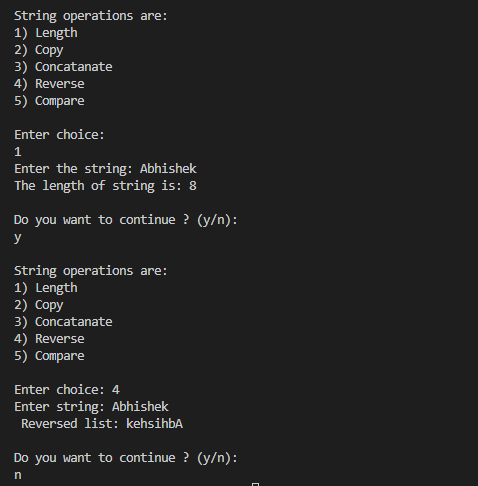 String operations are:
1) Length
2) Copy
3) Concatanate
4) Reverse
5) Compare
Enter choice:
1
Enter the string: Abhishek
The length of string is: 8
Do you want to continue ? (y/n):
y
String operations are:
1) Length
2) Copy
3) Concatanate
4) Reverse
5) Compare
Enter choice: 4
Enter string: Abhishek
Reversed list: kehsihbA
Do you want to continue ? (y/n):
n